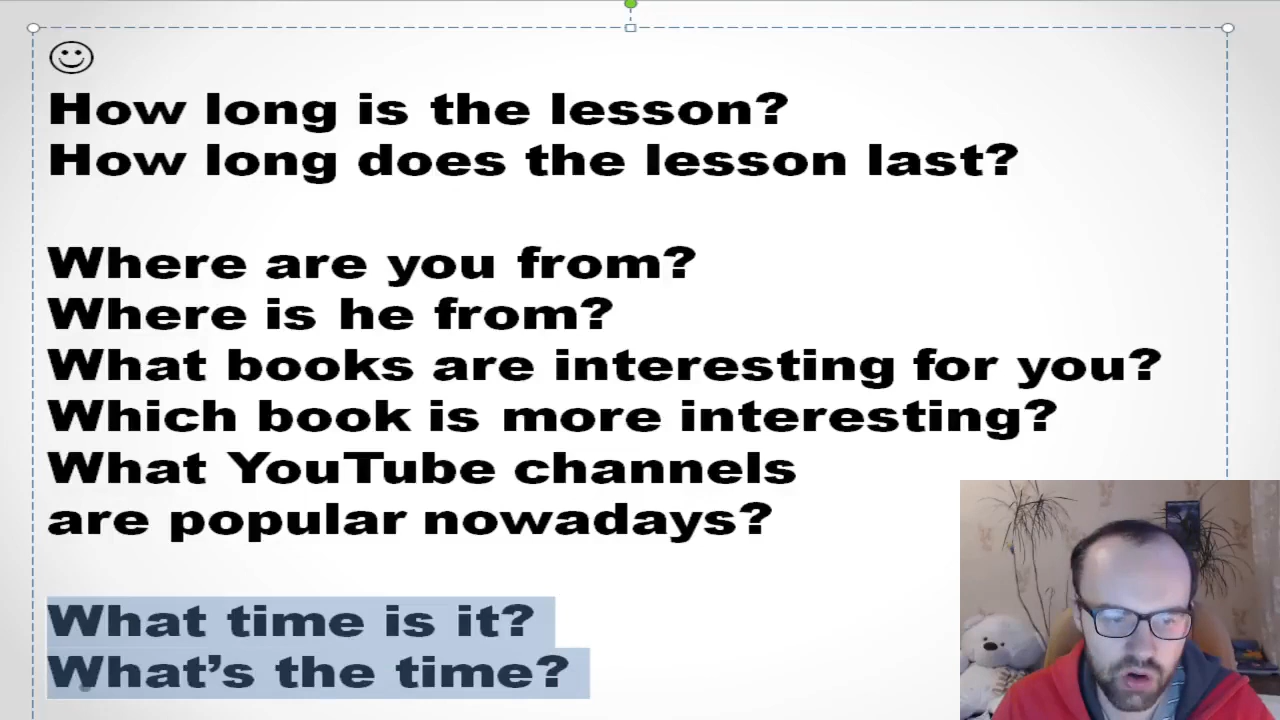 How long is the lesson?
How long does the lesson last?
Where are you from?
Where is he from?
What books are interesting for you?
Which book is more interesting?
What YouTube channels
are popular nowadays?
What time is it?
What’s the time?